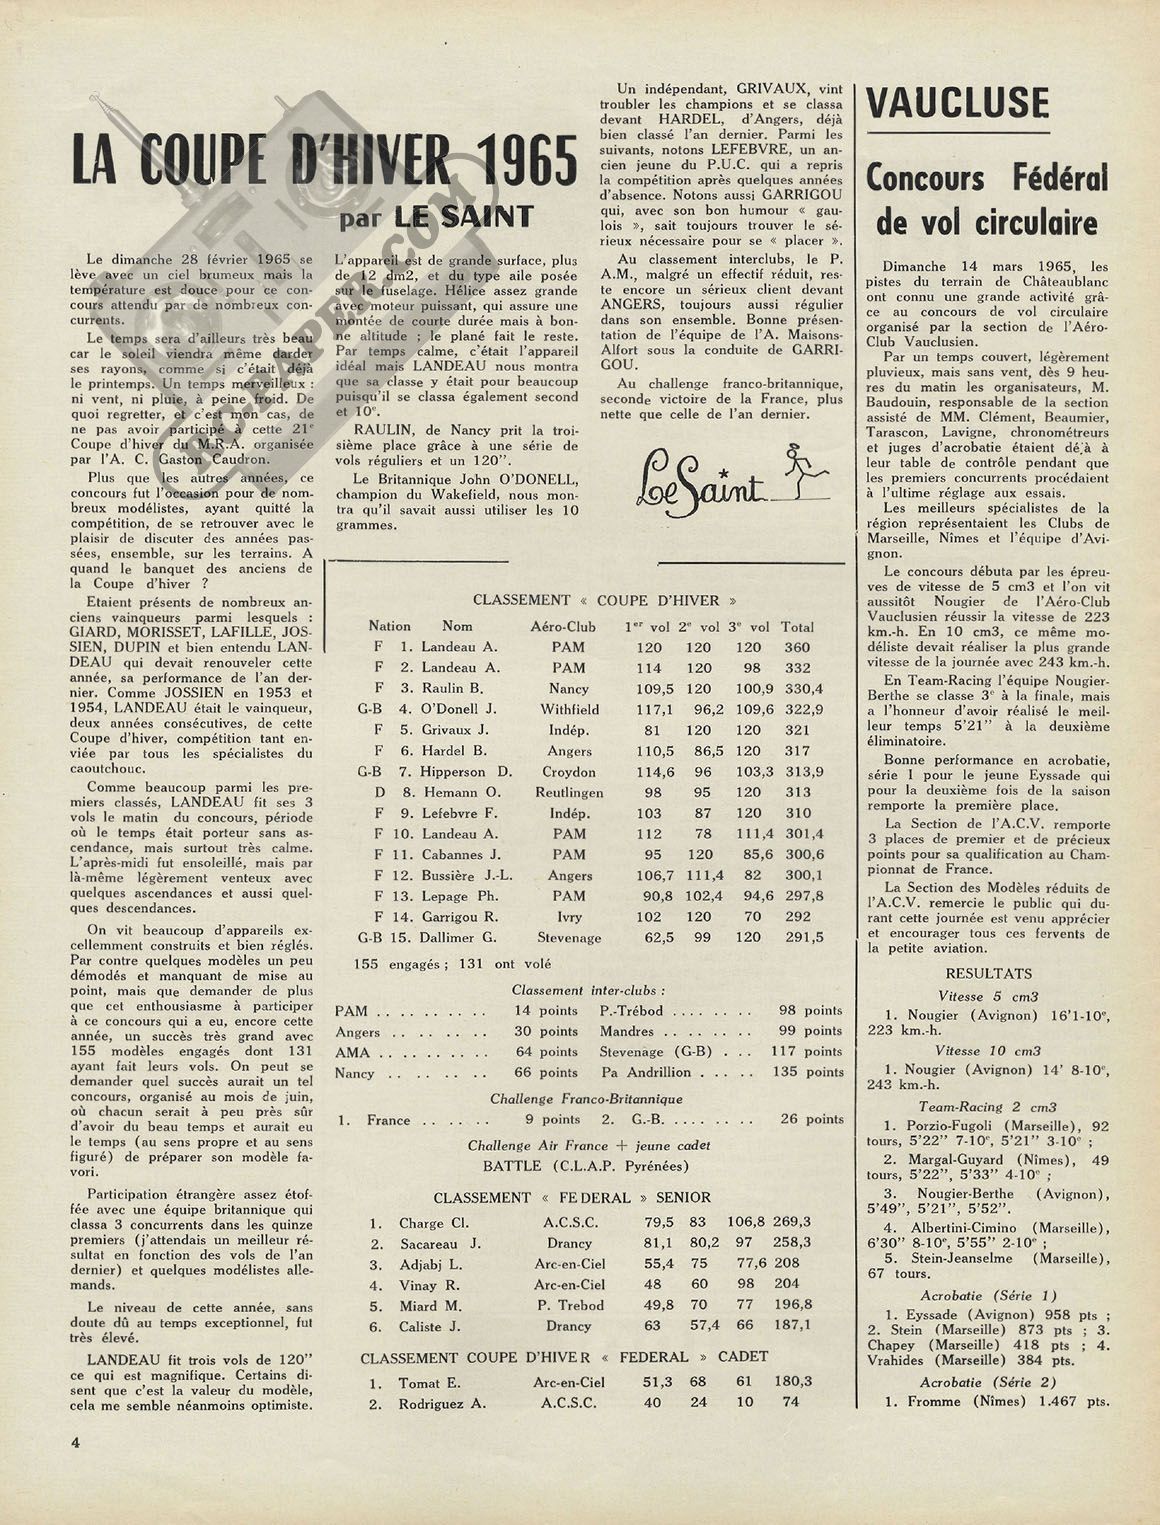 LA COUPE D'HIVER 1965
par LE SAINT
Le dimanche 28 février 1965 se
lève avec un ciel brumeux mais la
température est douce pour ce con-
cours attendu par de nombreux con-
currents.
Le temps sera d'ailleurs très beau
car le soleil viendra même darder
ses rayons, comme si c'était déjà
le printemps. Un temps merveilleux :
ni vent, ni pluie, à peine froid. De
quoi regretter, et c'est mon cas, de
ne pas avoir participé à cette 21e
Coupe d'hiver du M.R.A. organisée
par l'A. C. Gaston Caudron.
Plus que les autres années, ce
concours fut l'occasion pour de nom-
breux modélistes, ayant quitté la
compétition, de se retrouver avec le
plaisir de discuter des années pas-
sées, ensemble, sur les terrains. A
quand le banquet des anciens de
la Coupe d'hiver ?
Etaient présents de nombreux an-
ciens vainqueurs parmi lesquels :
GIARD, MORISSET, LAFILLE, JOS-
SIEN, DUPIN et bien entendu LAN-
DEAU qui devait renouveler cette
année, sa performance de l'an der-
nier. Comme JOSSIEN en 1953 et
1954, LANDEAU était le vainqueur,
deux années consécutives, de cette
Coupe d'hiver, compétition tant en-
viée par tous les spécialistes du
caoutchouc.
Comme beaucoup parmi les pre-
miers classés, LANDEAU fit ses 3
vols le matin du concours, période
où le temps était porteur sans as-
cendance, mais surtout très calme.
L'après-midi fut ensoleillé, mais par
là-même légèrement venteux avec
quelques ascendances et aussi quel-
ques descendances.
On vit beaucoup d'appareils ex-
cellemment construits et bien réglés.
Par contre quelques modèles un peu
démodés et manquant de mise au
point, mais que demander de plus
que cet enthousiasme à participer
à ce concours qui a eu, encore cette
année, un succès très grand avec
155 modèles engagés dont 131
ayant fait leurs vols. On peut se
demander quel succès aurait un tel
concours, organisé au mois de juin,
où chacun serait à peu près sûr
d'avoir du beau temps et aurait eu
le temps (au sens propre et au sens
figuré) de préparer son modèle fa-
vori.
Participation étrangère assez étof-
fée avec une équipe britannique qui
classa 3 concurrents dans les quinze
premiers (j'attendais un meilleur ré-
sultat en fonction des vols de l'an
dernier) et quelques modélistes alle-
mands.
Le niveau de cette année, sans
doute dû au temps exceptionnel, fut
très élevé.
LANDEAU fit trois vols de 120''
ce qui est magnifique. Certains di-
sent que c'est la valeur du modèle,
cela me semble néanmoins optimiste.
L'appareil est de grande surface, plus
de 12 dm2, et du type aile posée
sur le fuselage. Hélice assez grande
avec moteur puissant, qui assure une
montée de courte durée mais à bon-
ne altitude ; le plané fait le reste.
Par temps calme, c'était l'appareil
idéal mais LANDEAU nous montra
que sa classe y était pour beaucoup
puisqu'il se classa également second
et 10e.
RAULIN, de Nancy prit la troi-
sième place grâce à une série de
vols réguliers et un 120''.
Le Britannique John O'DONELL,
champion du Wakefield, nous mon-
tra qu'il savait aussi utiliser les 10
grammes.
Un indépendant, GRIVAUX, vint
troubler les champions et se classa
devant HARDEL, d'Angers, déjà
bien classé l'an dernier. Parmi les
suivants, notons LEFEBVRE, un an-
cien jeune du P.U.C. qui a repris
la compétition après quelques années
d'absence. Notons aussi GARRIGOU
qui, avec son bon humour « gau-
lois », sait toujours trouver le sé-
rieux nécessaire pour se « placer ».
Au classement interclubs, le P.
A.M., malgré un effectif réduit, res-
te encore un sérieux client devant
ANGERS, toujours aussi régulier
dans son ensemble. Bonne présen-
tation de l'équipe de l'A. Maisons-
Alfort sous la conduite de GARRI-
GOU.
Au challenge franco-britannique,
seconde victoire de la France, plus
nette que celle de l'an dernier.
Le Saint
CLASSEMENT « COUPE D'HIVER »
Nation Nom Aéro-Club 1er vol 2e vol 3e vol Total
F 1. Landeau A. PAM 120 120 120 360
F 2. Landeau A. PAM 114 120 98 332
F 3. Raulin B. Nancy 109,5 120 100,9 330,4
G-B 4. O'Donell J. Withfield 117,1 96,2 109,6 322,9
F 5. Grivaux J. Indép. 81 120 120 321
F 6. Hardel B. Angers 110,5 86,5 120 317
G-B 7. Hipperson D. Croydon 114,6 96 103,3 313,9
D 8. Hemann O. Reutlingen 98 95 120 313
F 9. Lefebvre F. Indép. 103 87 120 310
F 10. Landeau A. PAM 112 78 111,4 301,4
F 11. Cabannes J. PAM 95 120 85,6 300,6
F 12. Bussière J.-L. Angers 106,7 111,4 82 300,1
F 13. Lepage Ph. PAM 90,8 102,4 94,6 297,8
F 14. Garrigou R. Ivry 102 120 70 292
G-B 15. Dallimer G. Stevenage 62,5 99 120 291,5
155 engagés ; 131 ont volé
Classement inter-clubs :
PAM . . . . . . . . . . 14 points P.-Trébod . . . . . . . . 98 points
Angers . . . . . . . . . 30 points Mandres . . . . . . . . 99 points
AMA . . . . . . . . . . 64 points Stevenage (G-B) . . . 117 points
Nancy . . . . . . . . . 66 points Pa Andrillion . . . . . 135 points
Challenge Franco-Britannique
1. France . . . . . . 9 points 2. G.-B. . . . . . . . . 26 points
Challenge Air France + jeune cadet
BATTLE (C.L.A.P. Pyrénées)
CLASSEMENT « FEDERAL » SENIOR
1. Charge Cl. A.C.S.C. 79,5 83 106,8 269,3
2. Sacareau J. Drancy 81,1 80,2 97 258,3
3. Adjabj L. Arc-en-Ciel 55,4 75 77,6 208
4. Vinay R. Arc-en-Ciel 48 60 98 204
5. Miard M. P. Trebod 49,8 70 77 196,8
6. Caliste J. Drancy 63 57,4 66 187,1
CLASSEMENT COUPE D'HIVER « FEDERAL » CADET
1. Tomat E. Arc-en-Ciel 51,3 68 61 180,3
2. Rodriguez A. A.C.S.C. 40 24 10 74
VAUCLUSE
Concours Fédéral
de vol circulaire
Dimanche 14 mars 1965, les
pistes du terrain de Châteaublanc
ont connu une grande activité grâ-
ce au concours de vol circulaire
organisé par la section de l'Aéro-
Club Vauclusien.
Par un temps couvert, légèrement
pluvieux, mais sans vent, dès 9 heu-
res du matin les organisateurs, M.
Baudouin, responsable de la section
assisté de MM. Clément, Beaumier,
Tarascon, Lavigne, chronométreurs
et juges d'acrobatie étaient déjà à
leur table de contrôle pendant que
les premiers concurrents procédaient
à l'ultime réglage aux essais.
Les meilleurs spécialistes de la
région représentaient les Clubs de
Marseille, Nîmes et l'équipe d'Avi-
gnon.
Le concours débuta par les épreu-
ves de vitesse de 5 cm3 et l'on vit
aussitôt Nougier de l'Aéro-Club
Vauclusien réussir la vitesse de 223
km.-h. En 10 cm3, ce même mo-
déliste devait réaliser la plus grande
vitesse de la journée avec 243 km.-h.
En Team-Racing l'équipe Nougier-
Berthe se classe 3e à la finale, mais
a l'honneur d'avoir réalisé le meil-
leur temps 5'21'' à la deuxième
éliminatoire.
Bonne performance en acrobatie,
série I pour le jeune Eyssade qui
pour la deuxième fois de la saison
remporte la première place.
La Section de l'A.C.V. remporte
3 places de premier et de précieux
points pour sa qualification au Cham-
pionnat de France.
La Section des Modèles réduits de
l'A.C.V. remercie le public qui du-
rant cette journée est venu apprécier
et encourager tous ces fervents de
la petite aviation.
RESULTATS
Vitesse 5 cm3
1. Nougier (Avignon) 16'1-10e,
223 km.-h.
Vitesse 10 cm3
1. Nougier (Avignon) 14' 8-10e,
243 km.-h.
Team-Racing 2 cm3
1. Porzio-Fugoli (Marseille), 92
tours, 5'22'' 7-10e, 5'21'' 3-10e ;
2. Margal-Guyard (Nîmes), 49
tours, 5'22'', 5'33'' 4-10e ;
3. Nougier-Berthe (Avignon),
5'49'', 5'21'', 5'52''.
4. Albertini-Cimino (Marseille),
6'30'' 8-10e, 5'55'' 2-10e ;
5. Stein-Jeanselme (Marseille),
67 tours.
Acrobatie (Série 1)
1. Eyssade (Avignon) 958 pts ;
2. Stein (Marseille) 873 pts ; 3.
Chapey (Marseille) 418 pts ; 4.
Vrahides (Marseille) 384 pts.
Acrobatie (Série 2)
1. Fromme (Nîmes) 1.467 pts.
4
RC-PAPER.COM